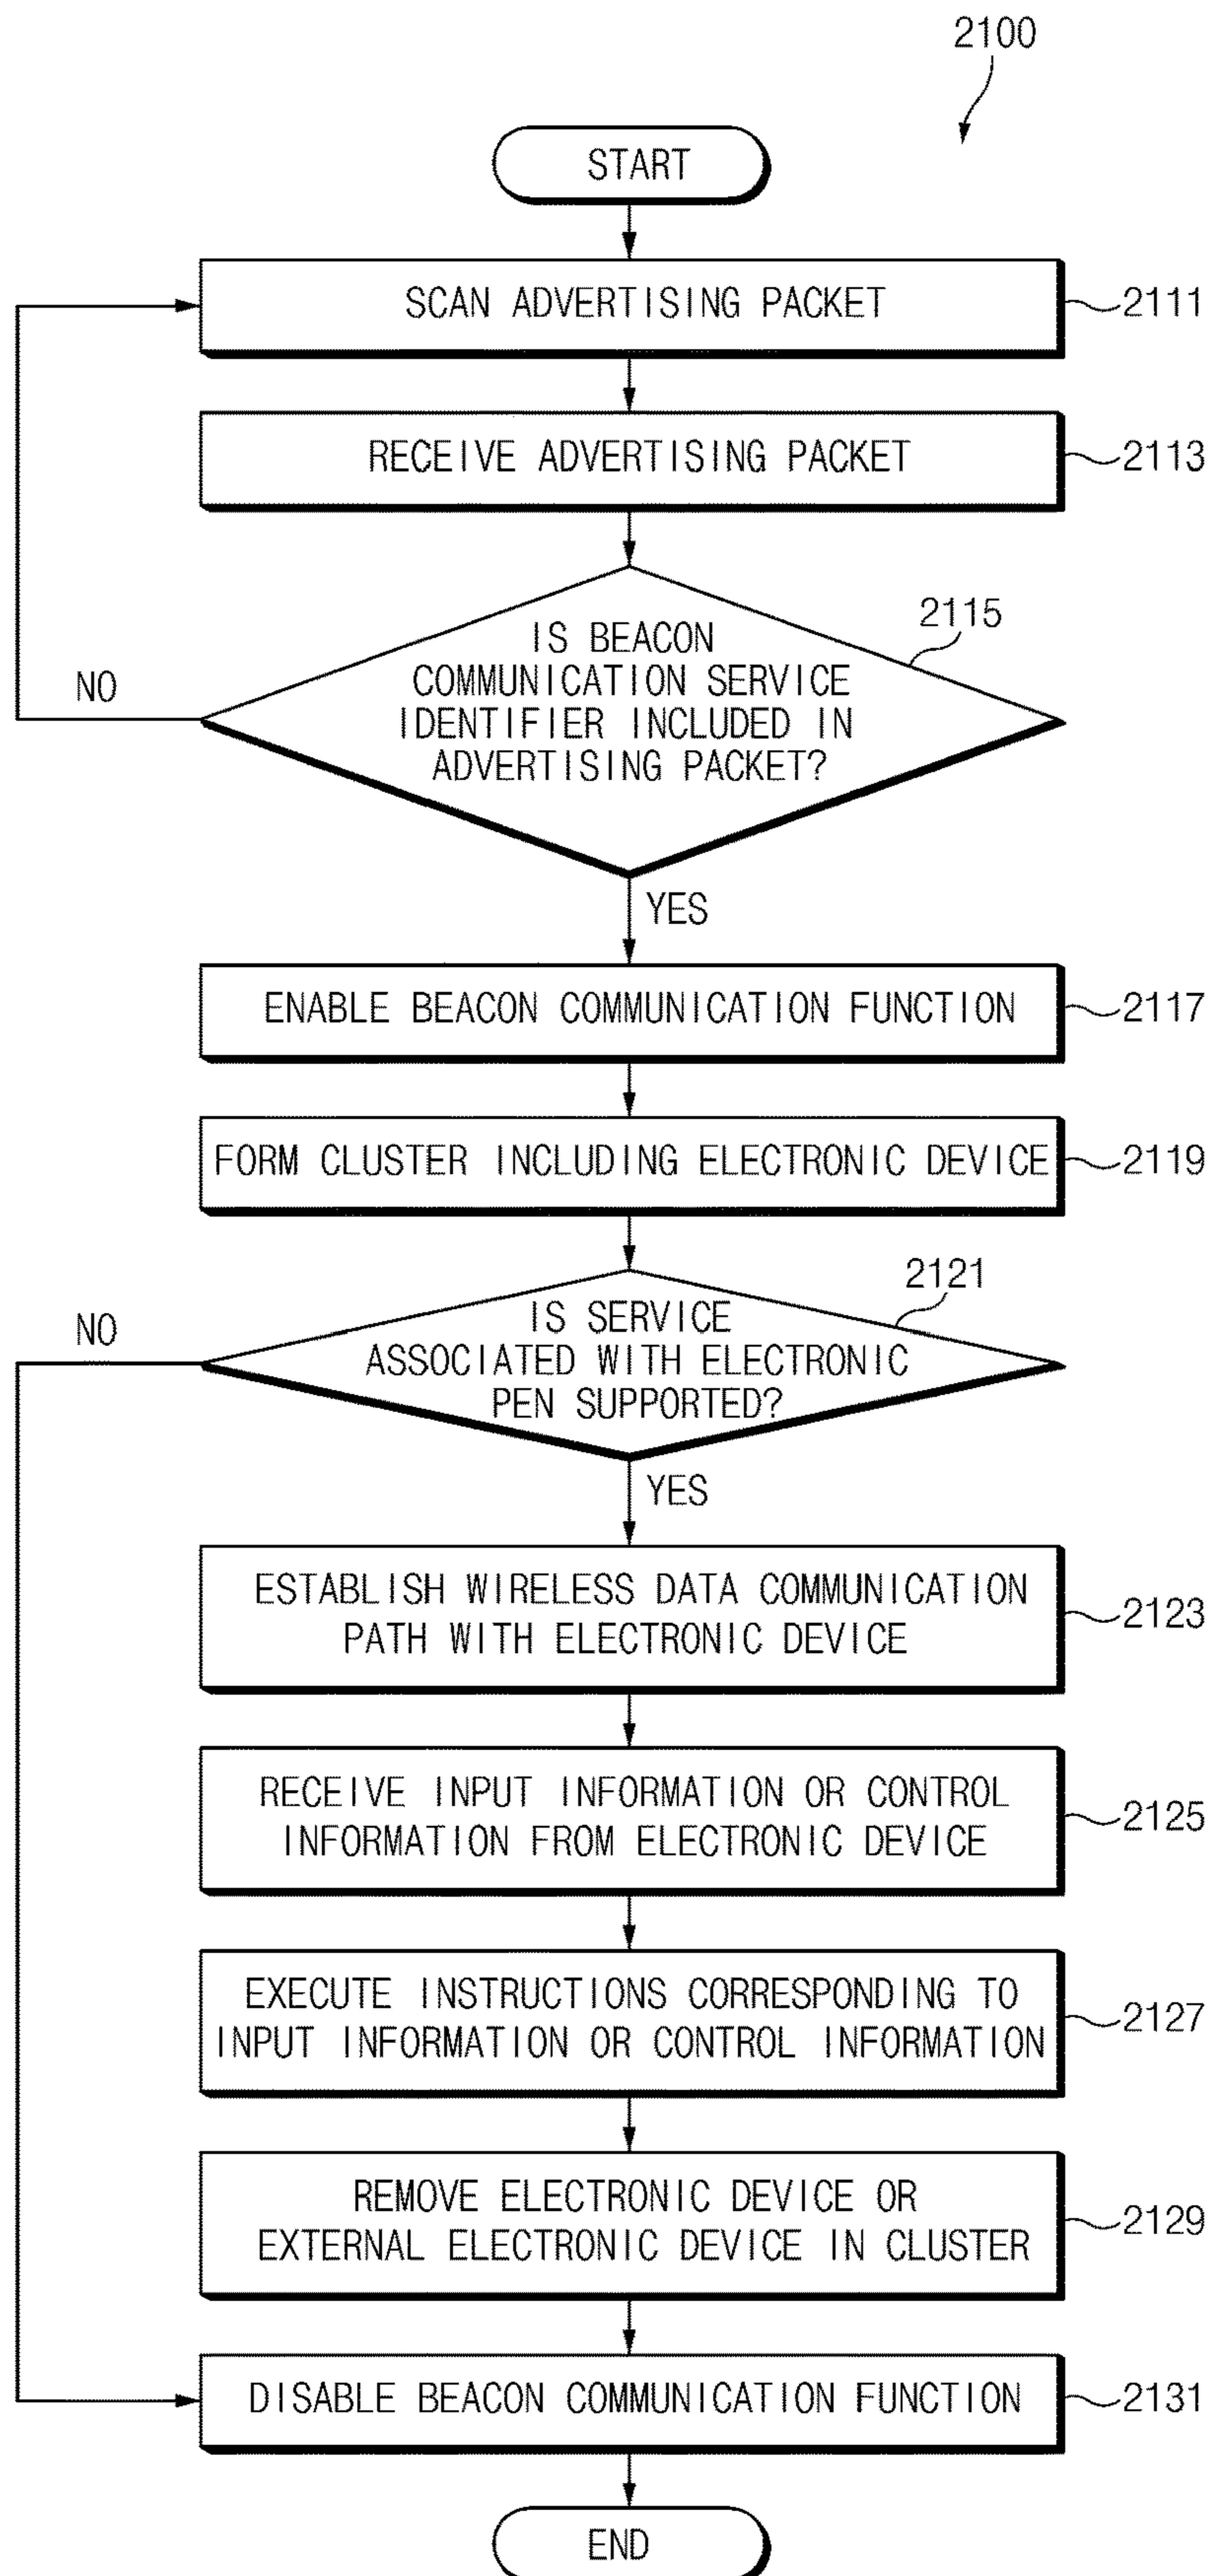 2100
START
SCAN ADVERTISING PACKET
2111
RECEIVE ADVERTISING PACKET
2113
2115
IS BEACON
COMMUNICATION SERVICE
IDENTIFIER INCLUDED IN
ADVERTISING PACKET?
NO
YES
ENABLE BEACON COMMUNICATION FUNCTION
2117
FORM CLUSTER INCLUDING ELECTRONIC DEVICE
2119
2121
IS SERVICE
ASSOCIATED WITH ELECTRONIC
PEN SUPPORTED?
NO
YES
ESTABLISH WIRELESS DATA COMMUNICATION
PATH WITH ELECTRONIC DEVICE
2123
RECEIVE INPUT INFORMATION OR CONTROL
INFORMATION FROM ELECTRONIC DEVICE
2125
EXECUTE INSTRUCTIONS CORRESPONDING TO
INPUT INFORMATION OR CONTROL INFORMATION
2127
REMOVE ELECTRONIC DEVICE OR
EXTERNAL ELECTRONIC DEVICE IN CLUSTER
2129
DISABLE BEACON COMMUNICATION FUNCTION
2131
END